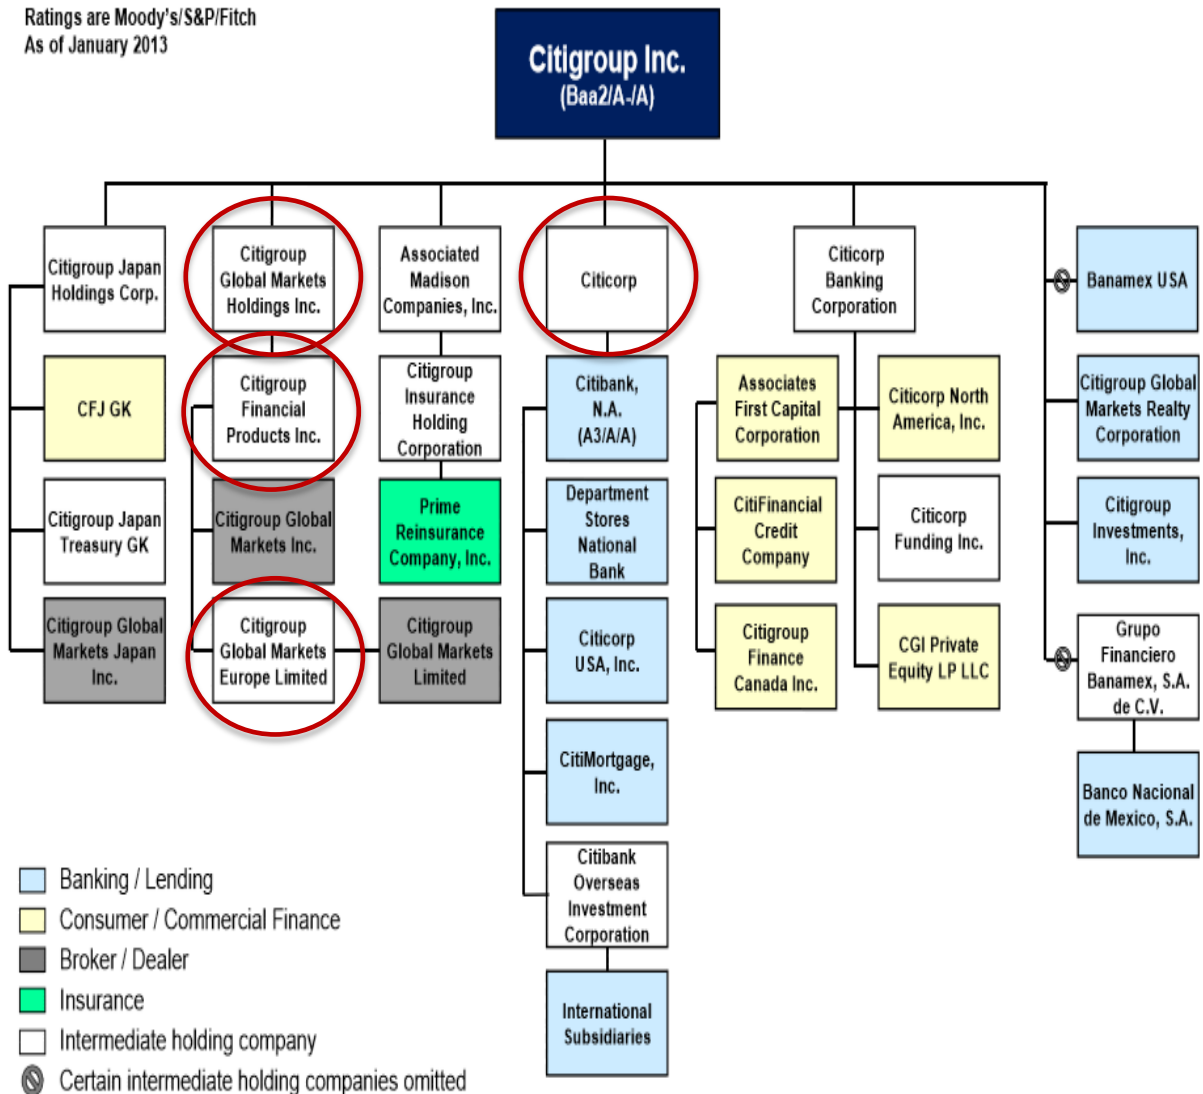 Ratings are Moody's/S&P/Fitch
As of January 2013
Citigroup Inc.
(Baa2/A-/A)
Citigroup Japan
Holdings Corp.
Citigroup
Global Markets
Holdings Inc.
Associated
Madison
Companies, Inc.
Citicorp
Citicorp
Banking
Corporation
Banamex USA
CFJ GK
Citigroup
Financial
Products Inc.
Citigroup
Insurance
Holding
Corporation
Citibank,
N.A.
(A3/A/A)
Associates
First Capital
Corporation
Citicorp North
America, Inc.
Citigroup Global
Markets Realty
Corporation
Citigroup Japan
Treasury GK
Citigroup Global
Markets Inc.
Prime
Reinsurance
Company, Inc.
Department
Stores
National
Bank
CitiFinancial
Credit
Company
Citicorp
Funding Inc.
Citigroup
Investments,
Inc.
Citigroup Global
Markets Japan
Inc.
Citigroup
Global Markets
Europe Limited
Citigroup
Global Markets
Limited
Citicorp
USA, Inc.
Citigroup
Finance
Canada Inc.
CGI Private
Equity LP LLC
Grupo
Financiero
Banamex, S.A.
de C.V.
CitiMortgage,
Inc.
Banco Nacional
de Mexico, S.A.
Citibank
Overseas
Investment
Corporation
International
Subsidiaries
Banking / Lending
Consumer / Commercial Finance
Broker / Dealer
Insurance
Intermediate holding company
Certain intermediate holding companies omitted